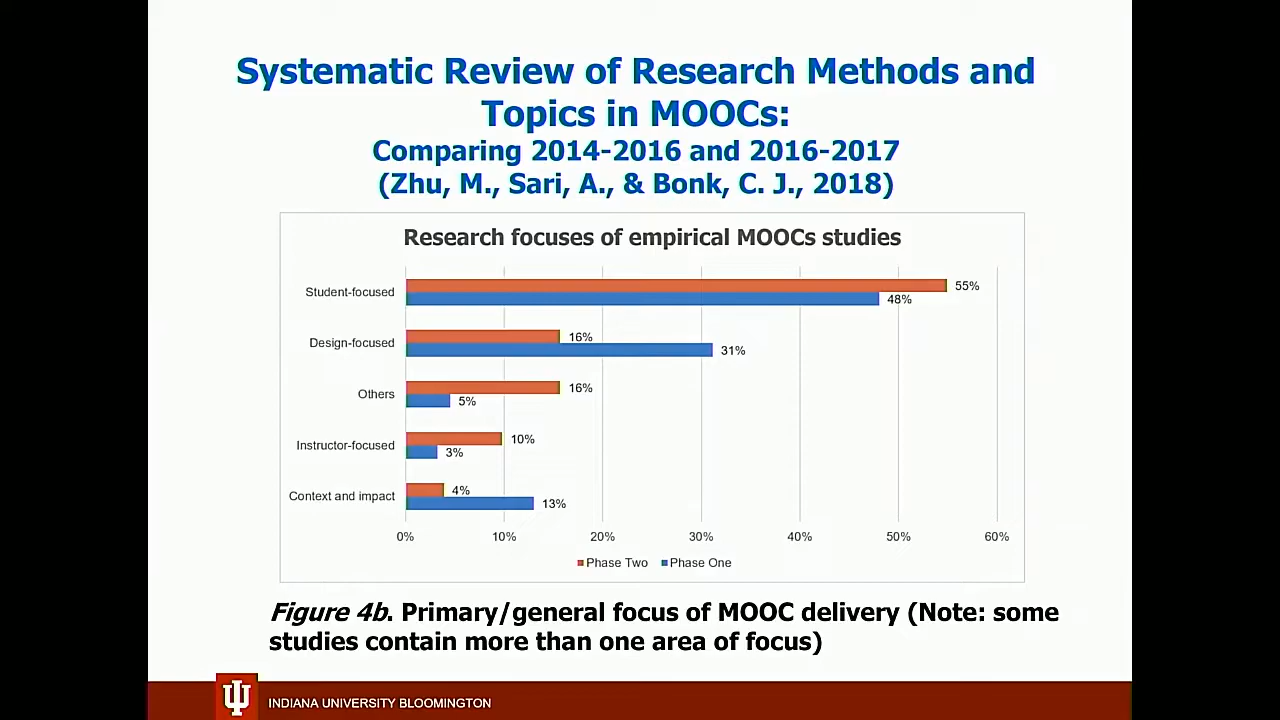 Systematic Review of Research Methods and
Topics in MOOCs:
Comparing 2014-2016 and 2016-2017
(Zhu, M., Sari, A., & Bonk, C. J., 2018)
Research focuses of empirical MOOCs studies
Student-focused
55%
48%
Design-focused
16%
31%
Others
16%
5%
Instructor-focused
10%
3%
Context and impact
4%
13%
0% 10% 20% 30% 40% 50% 60%
Phase Two Phase One
Figure 4b. Primary/general focus of MOOC delivery (Note: some
studies contain more than one area of focus)
INDIANA UNIVERSITY BLOOMINGTON